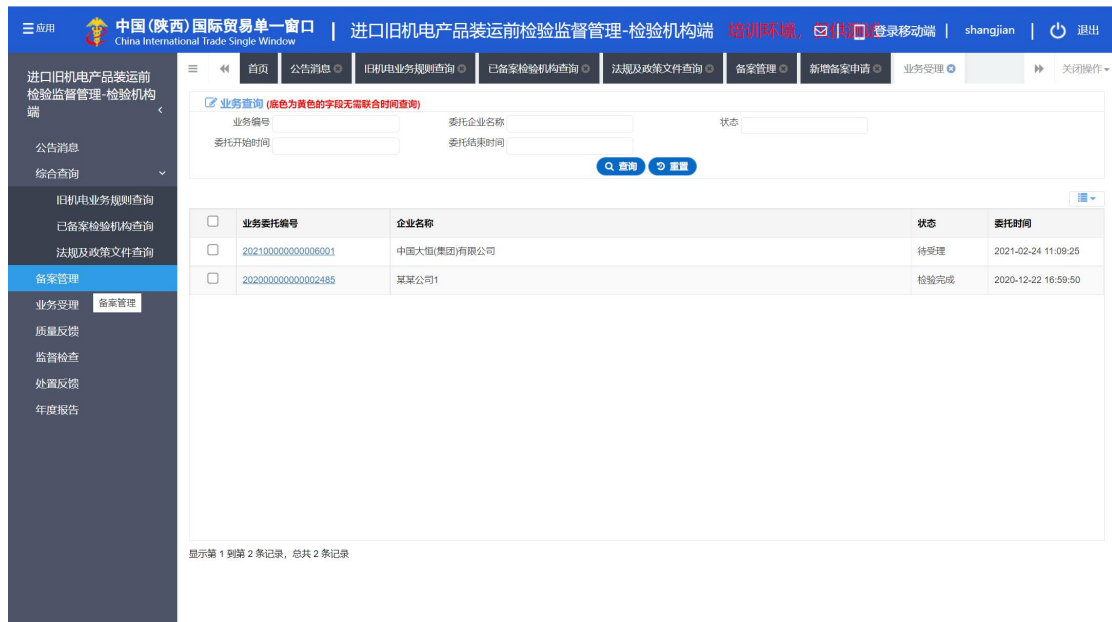 应用
中国(陕西)国际贸易单一窗口 | 进口旧机电产品装运前检验监督管理-检验机构端
China International Trade Single Window
培训环境，
登录移动端 | shangjian | 退出
进口旧机电产品装运前检验监督管理-检验机构端
首页 公告消息 旧机电业务规则查询 已备案检验机构查询 法规及政策文件查询 备案管理 新增备案申请 业务受理 关闭操作
公告消息
综合查询
旧机电业务规则查询
已备案检验机构查询
法规及政策文件查询
备案管理
业务受理
备案管理
质量反馈
监督检查
处置反馈
年度报告
业务查询 (底色为黄色的字段无需联合时间查询)
业务编号 委托企业名称 状态
委托开始时间 委托结束时间
查询 重置
业务委托编号 企业名称 状态 委托时间
202100000000006001 中国大恒(集团)有限公司 待受理 2021-02-24 11:09:25
202000000000002485 某某公司1 检验完成 2020-12-22 16:59:50
显示第 1 到第 2 条记录，总共 2 条记录